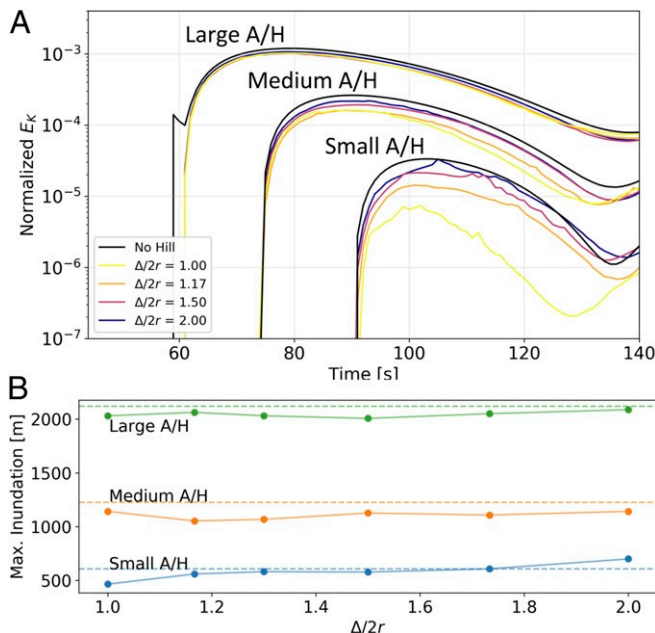 A
Large A/H
Medium A/H
Small A/H
Normalized E_K
10⁻³
10⁻⁴
10⁻⁵
10⁻⁶
10⁻⁷
No Hill
Δ/2r = 1.00
Δ/2r = 1.17
Δ/2r = 1.50
Δ/2r = 2.00
60
80
100
120
140
Time [s]
B
Max. Inundation [m]
2000
1500
1000
500
Large A/H
Medium A/H
Small A/H
1.0
1.2
1.4
1.6
1.8
2.0
Δ/2r